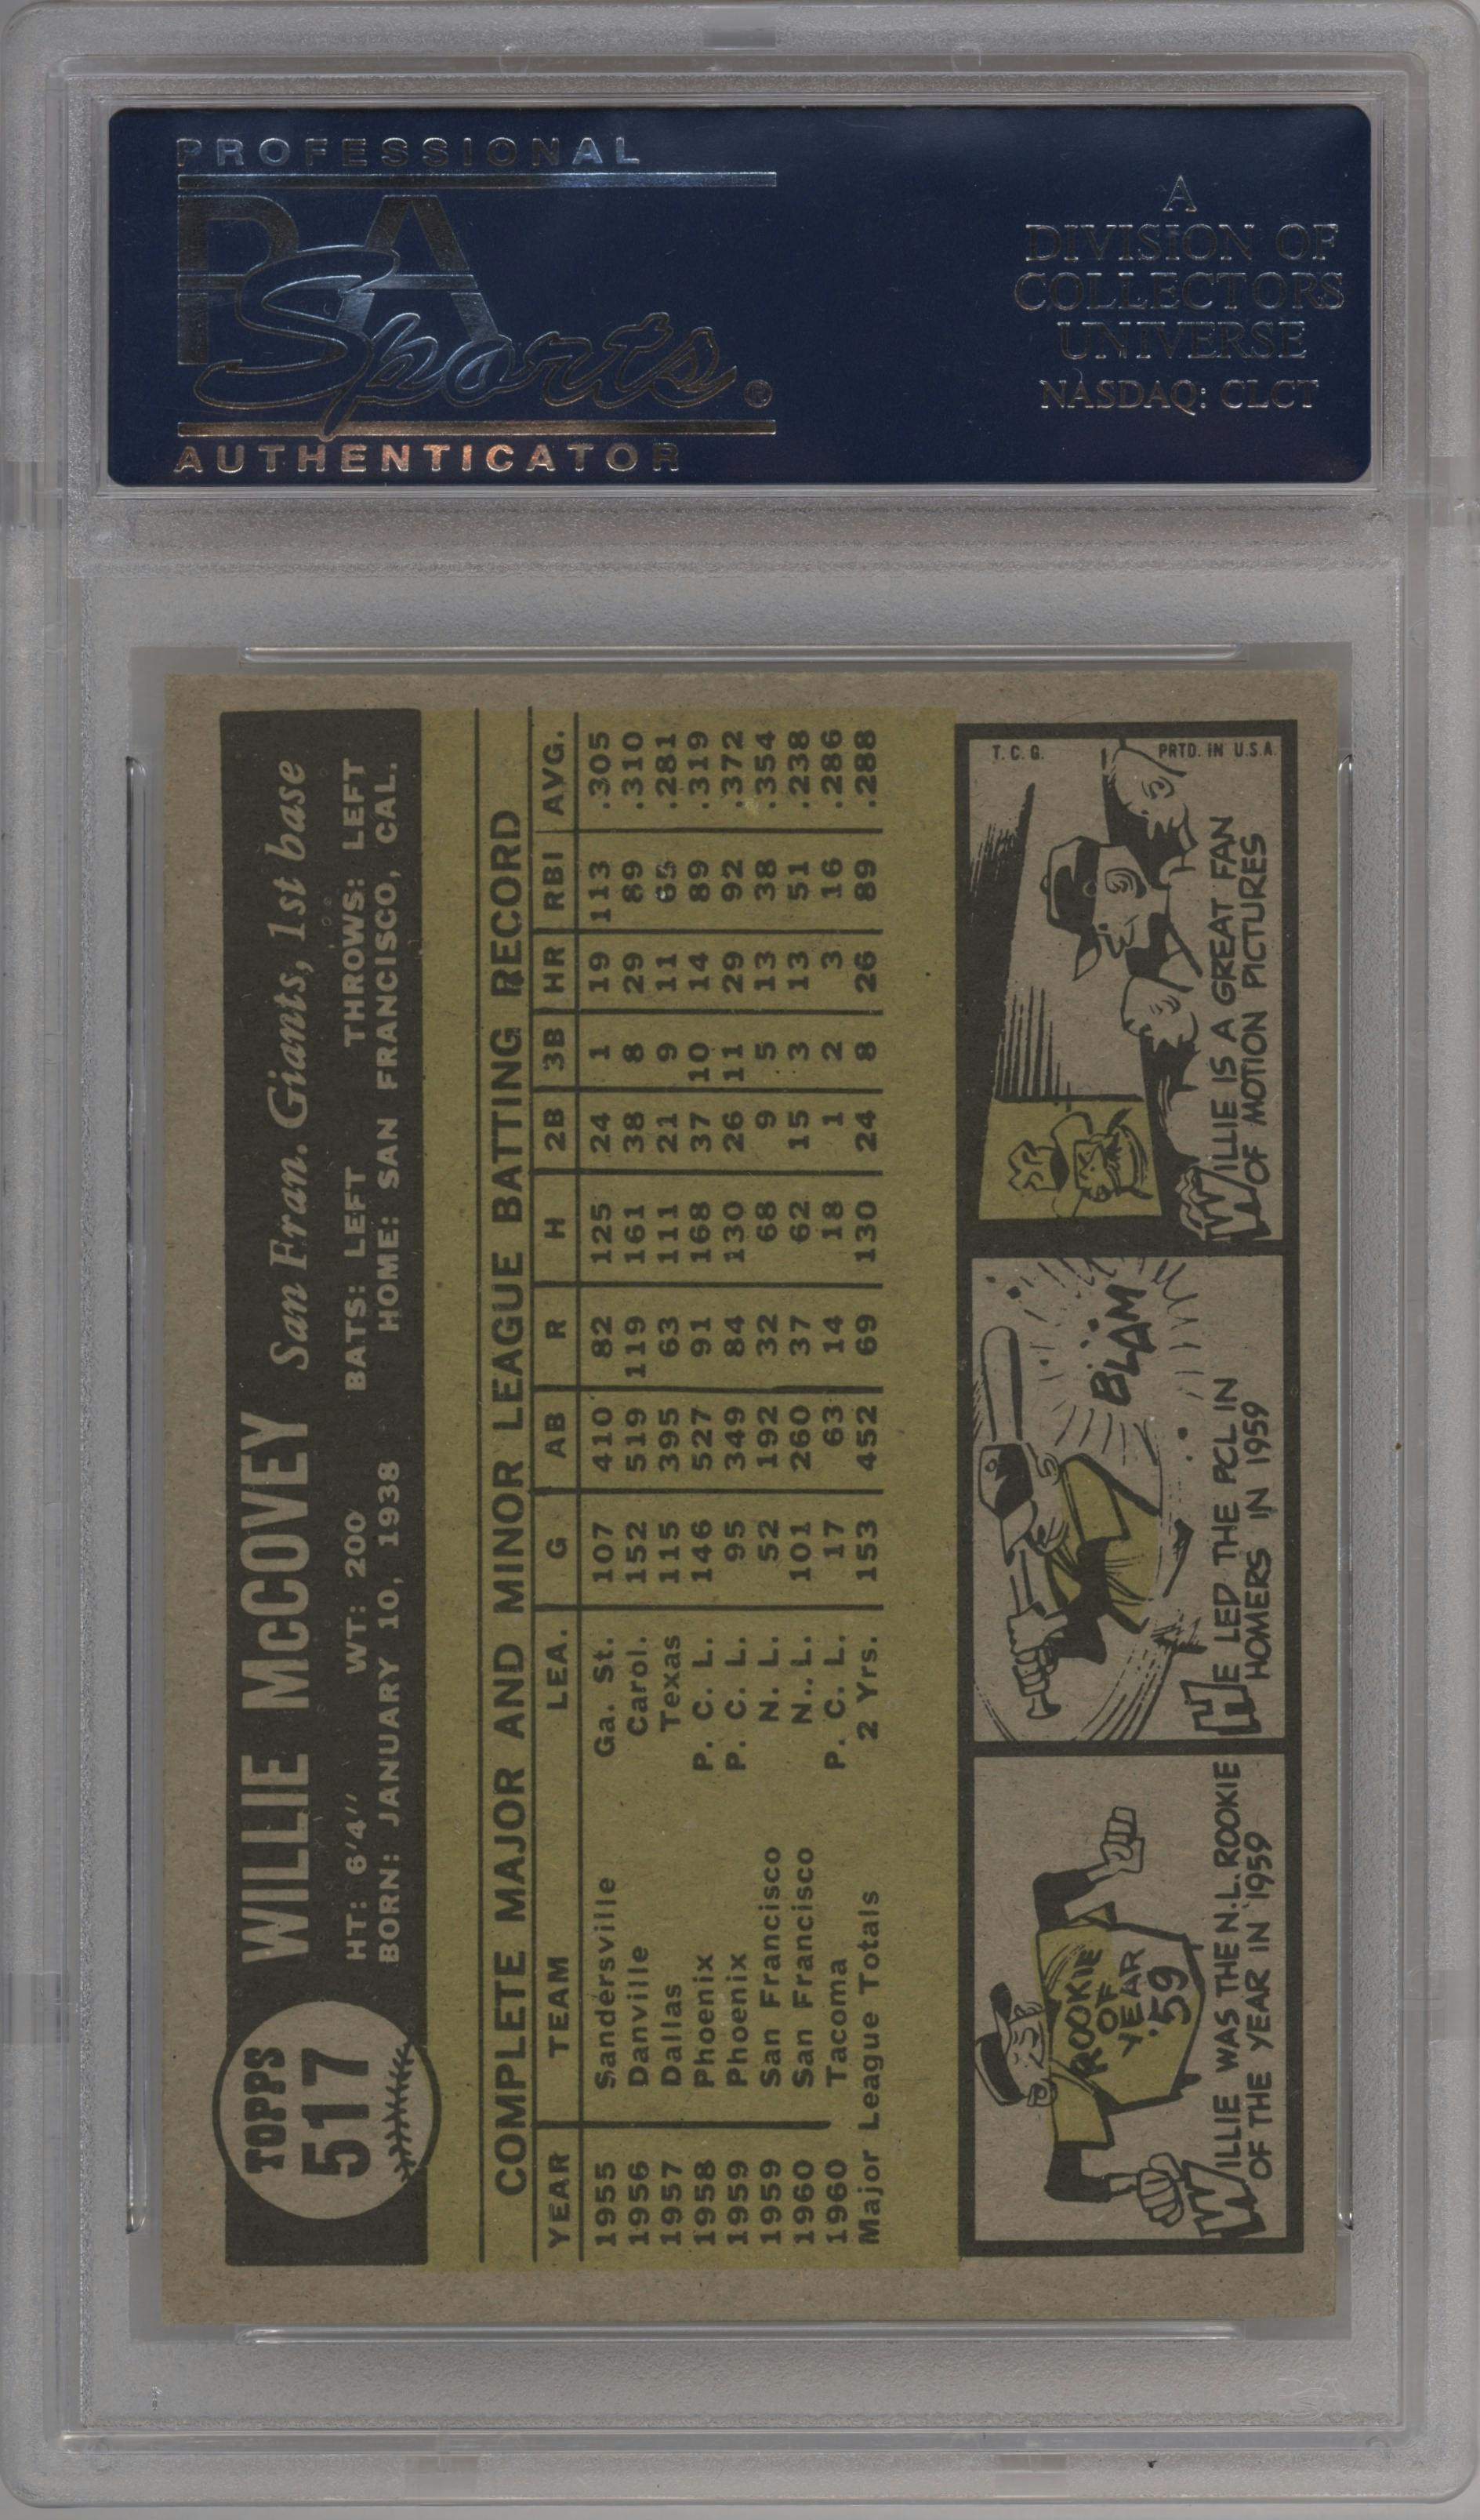 PROFESSIONAL
PSA
Sports®
AUTHENTICATOR
A
DIVISION OF
COLLECTORS
UNIVERSE
NASDAQ: CLCT
TOPPS
517
WILLIE McCOVEY San Fran. Giants, 1st base
HT: 6'4" WT: 200 BATS: LEFT THROWS: LEFT
BORN: JANUARY 10, 1938 HOME: SAN FRANCISCO, CAL.
COMPLETE MAJOR AND MINOR LEAGUE BATTING RECORD
YEAR TEAM LEA. G AB R H 2B 3B HR RBI AVG.
1955 Sandersville Ga. St. 107 410 82 125 24 1 19 113 .305
1956 Danville Carol. 152 519 119 161 38 8 29 89 .310
1957 Dallas Texas 115 395 63 111 21 9 11 65 .281
1958 Phoenix P. C. L. 146 527 91 168 37 10 14 89 .319
1959 Phoenix P. C. L. 95 349 84 130 26 11 29 92 .372
1959 San Francisco N. L. 52 192 32 68 9 5 13 38 .354
1960 San Francisco N. L. 101 260 37 62 15 3 13 51 .238
1960 Tacoma P. C. L. 17 63 14 18 1 2 3 16 .286
Major League Totals 2 Yrs. 153 452 69 130 24 8 26 89 .288
ROOKIE
OF
YEAR
'59
WILLIE WAS THE N.L. ROOKIE
OF THE YEAR IN 1959
BLAM
HE LED THE PCL IN
HOMERS IN 1959
T.C.G.
PRTD. IN U.S.A.
WILLIE IS A GREAT FAN
OF MOTION PICTURES